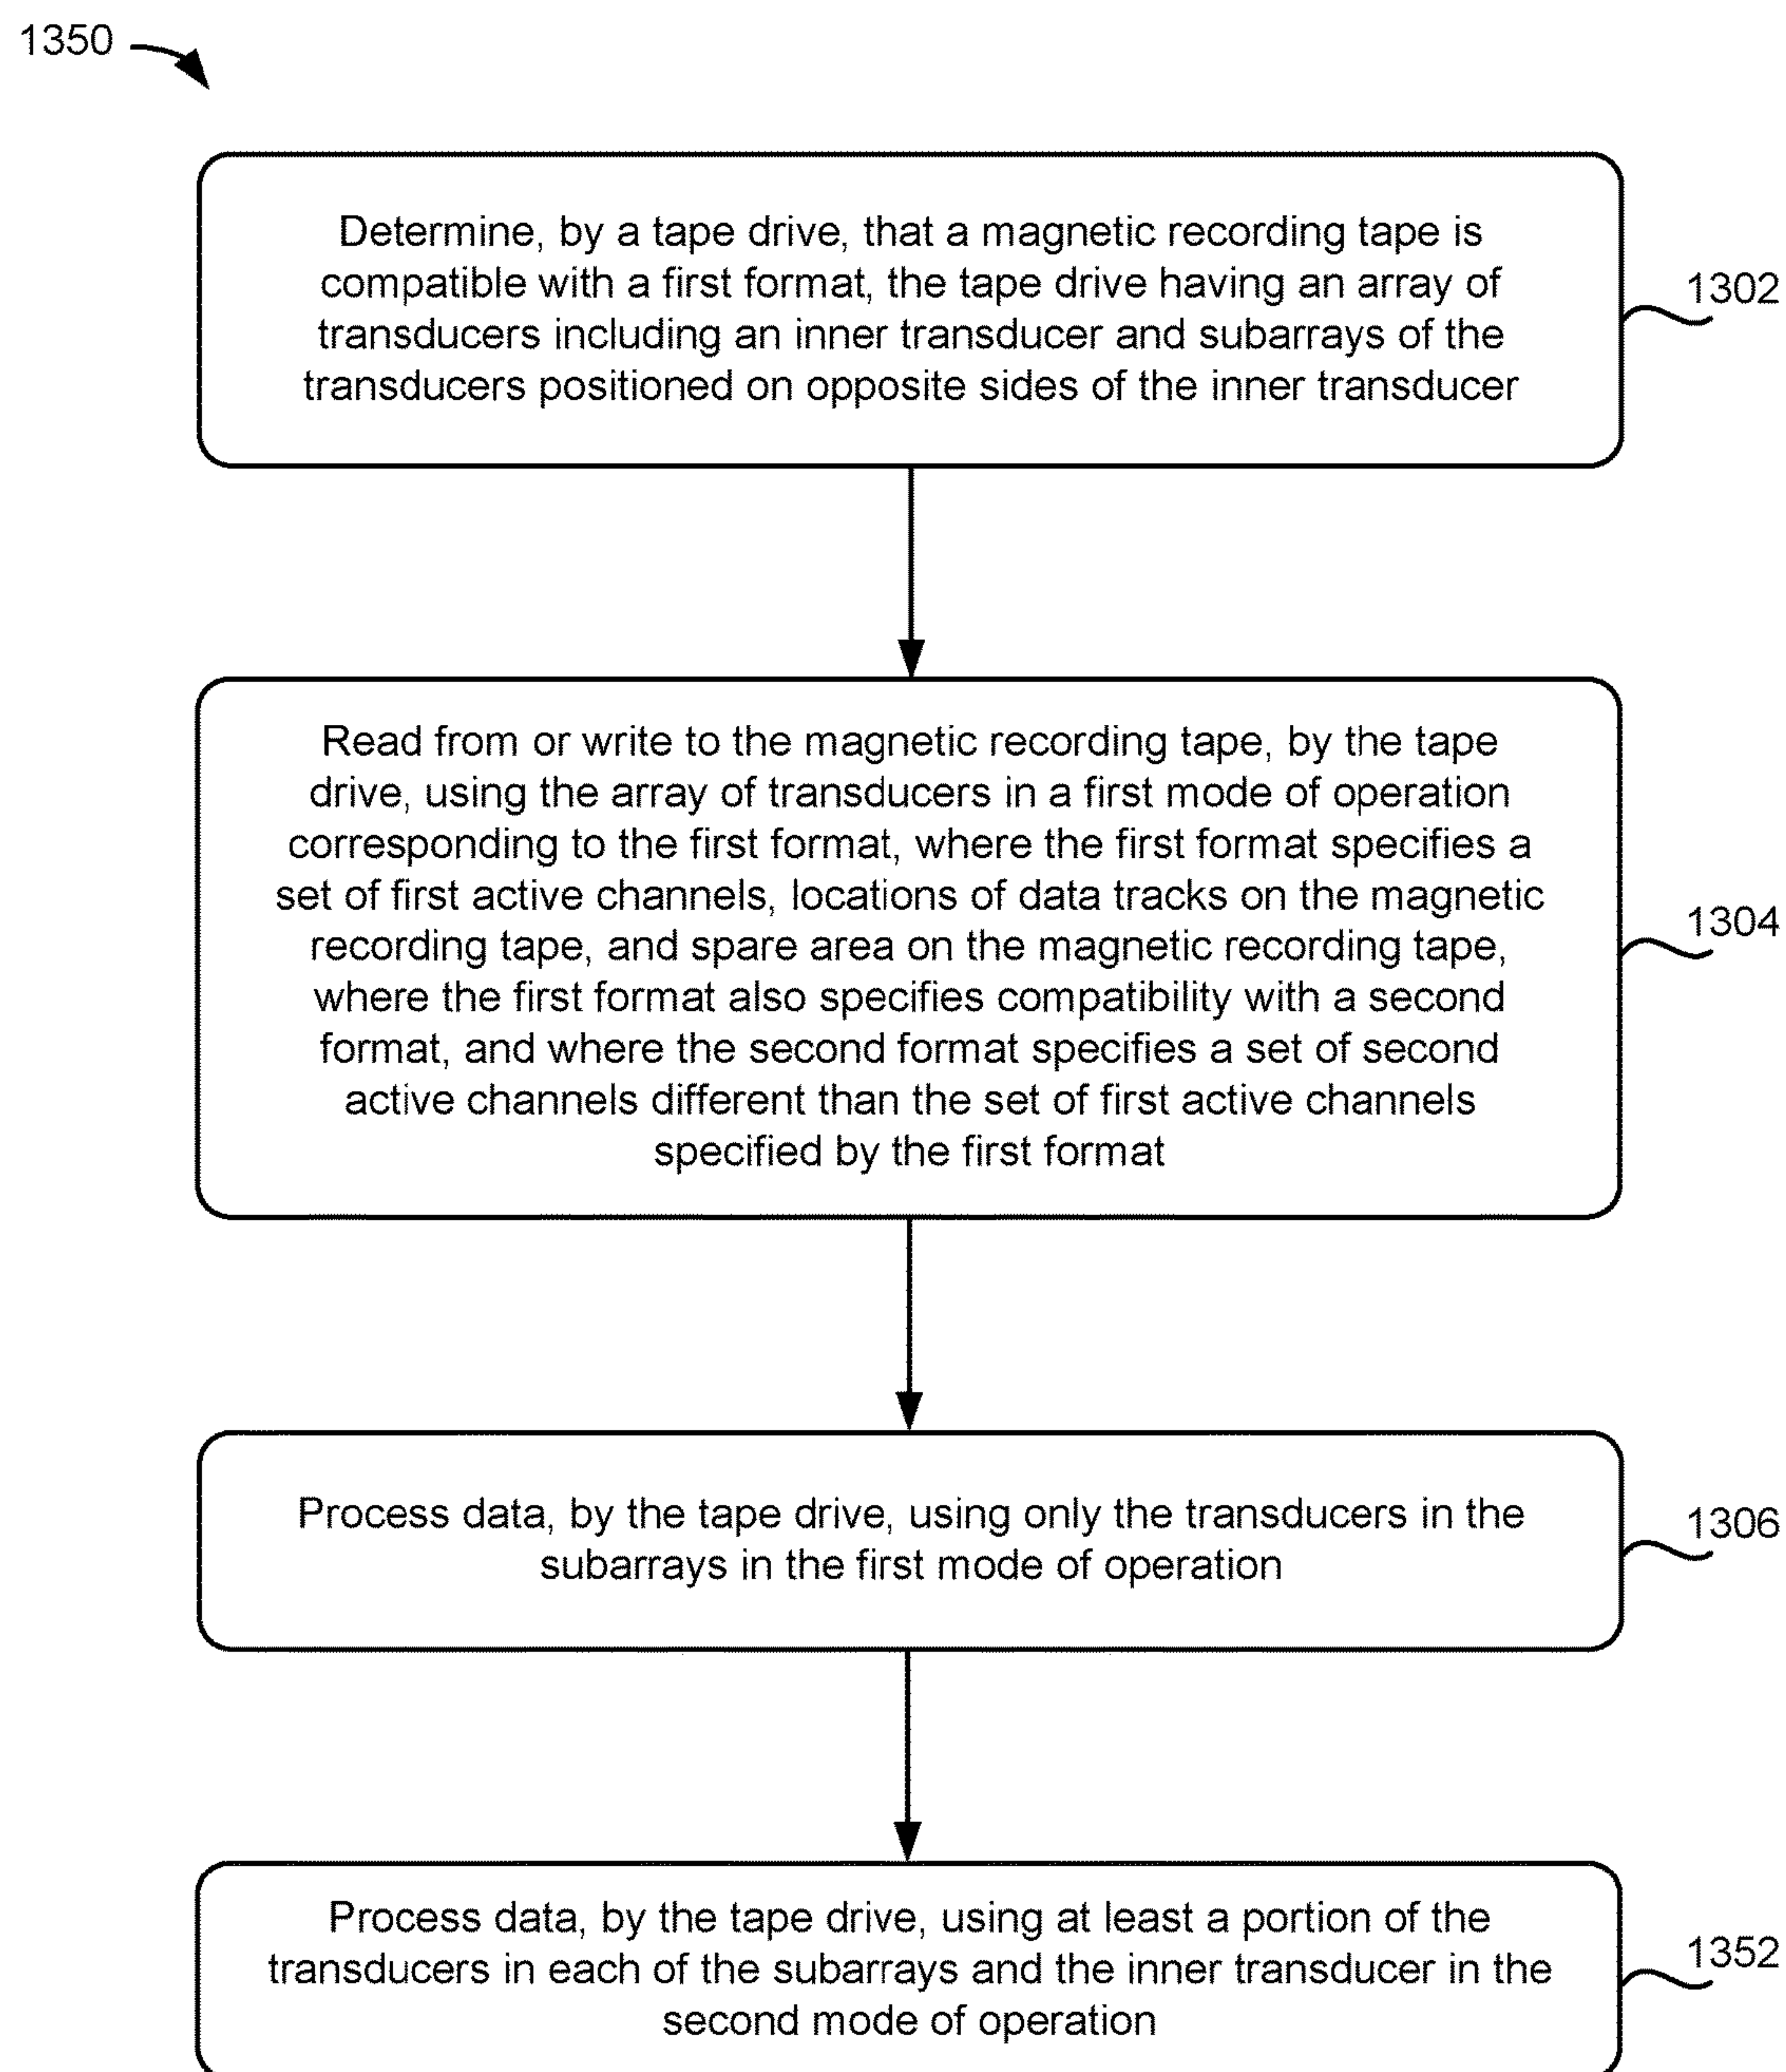 1350
Determine, by a tape drive, that a magnetic recording tape is
compatible with a first format, the tape drive having an array of
transducers including an inner transducer and subarrays of the
transducers positioned on opposite sides of the inner transducer
1302
Read from or write to the magnetic recording tape, by the tape
drive, using the array of transducers in a first mode of operation
corresponding to the first format, where the first format specifies a
set of first active channels, locations of data tracks on the magnetic
recording tape, and spare area on the magnetic recording tape,
where the first format also specifies compatibility with a second
format, and where the second format specifies a set of second
active channels different than the set of first active channels
specified by the first format
1304
Process data, by the tape drive, using only the transducers in the
subarrays in the first mode of operation
1306
Process data, by the tape drive, using at least a portion of the
transducers in each of the subarrays and the inner transducer in the
second mode of operation
1352